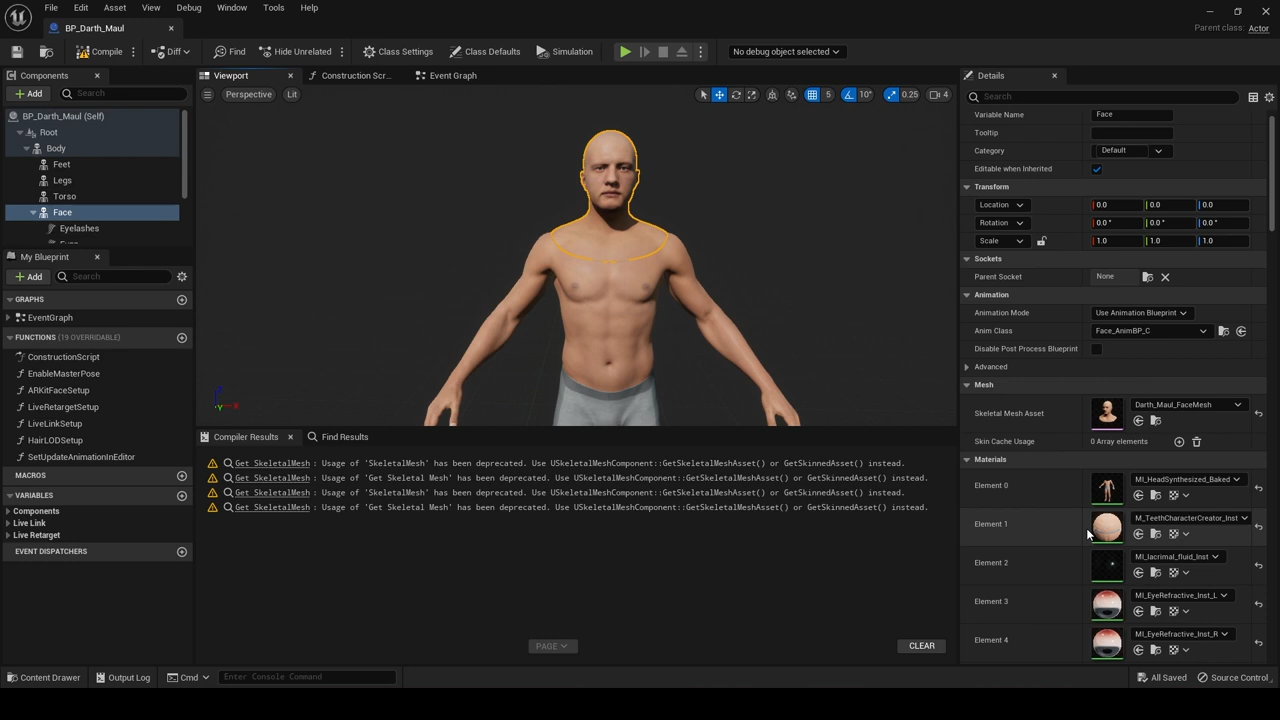 File Edit Asset View Debug Window Tools Help
BP_Darth_Maul
Parent class: Actor
Compile Diff Find Hide Unrelated Class Settings Class Defaults Simulation No debug object selected
Components
Add Search
BP_Darth_Maul (Self)
Root
Body
Feet
Legs
Torso
Face
Eyelashes
My Blueprint
Add Search
GRAPHS
EventGraph
FUNCTIONS (19 OVERRIDABLE)
ConstructionScript
EnableMasterPose
ARKitFaceSetup
LiveRetargetSetup
LiveLinkSetup
HairLODSetup
SetUpdateAnimationInEditor
MACROS
VARIABLES
Components
Live Link
Live Retarget
EVENT DISPATCHERS
Viewport Construction Scr... Event Graph
Perspective Lit 5 10° 0.25 4
Compiler Results Find Results
Get SkeletalMesh : Usage of 'SkeletalMesh' has been deprecated. Use USkeletalMeshComponent::GetSkeletalMeshAsset() or GetSkinnedAsset() instead.
Get SkeletalMesh : Usage of 'Get Skeletal Mesh' has been deprecated. Use USkeletalMeshComponent::GetSkeletalMeshAsset() or GetSkinnedAsset() instead.
Get SkeletalMesh : Usage of 'SkeletalMesh' has been deprecated. Use USkeletalMeshComponent::GetSkeletalMeshAsset() or GetSkinnedAsset() instead.
Get SkeletalMesh : Usage of 'Get Skeletal Mesh' has been deprecated. Use USkeletalMeshComponent::GetSkeletalMeshAsset() or GetSkinnedAsset() instead.
PAGE CLEAR
Details
Search
Variable Name Face
Tooltip
Category Default
Editable when Inherited
Transform
Location 0.0 0.0 0.0
Rotation 0.0° 0.0° 0.0°
Scale 1.0 1.0 1.0
Sockets
Parent Socket None
Animation
Animation Mode Use Animation Blueprint
Anim Class Face_AnimBP_C
Disable Post Process Blueprint
Advanced
Mesh
Skeletal Mesh Asset Darth_Maul_FaceMesh
Skin Cache Usage 0 Array elements
Materials
Element 0 MI_HeadSynthesized_Baked
Element 1 M_TeethCharacterCreator_Inst
Element 2 MI_lacrimal_fluid_Inst
Element 3 MI_EyeRefractive_Inst_L
Element 4 MI_EyeRefractive_Inst_R
Content Drawer Output Log Cmd Enter Console Command All Saved Source Control